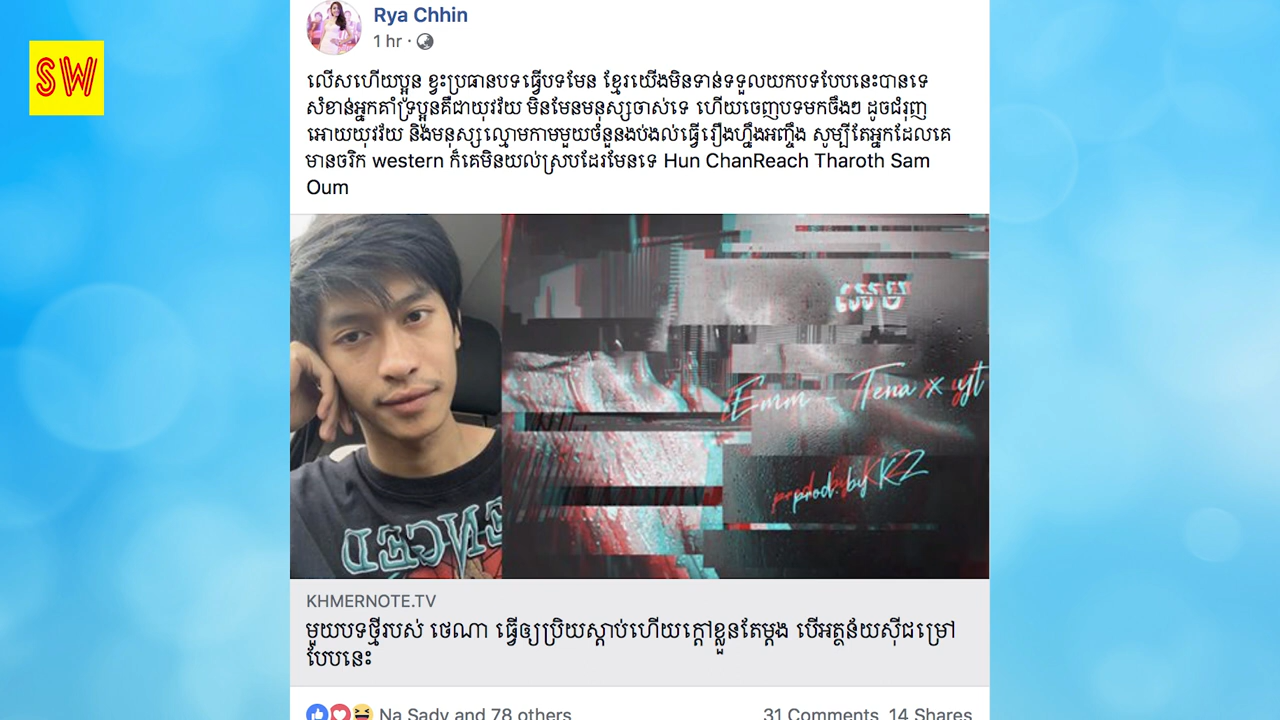 SW
Rya Chhin
1 hr ·
លើសហើយប្អូន ខ្វះប្រធានបទធ្វើបទមែន ខ្មែរយើងមិនទាន់ទទួលយកបទបែបនេះបានទេ
សំខាន់អ្នកគាំទ្រប្អូនគឺជាយុវវ័យ មិនមែនមនុស្សចាស់ទេ ហើយចេញបទមកចឹងៗ ដូចជំរុញ
អោយយុវវ័យ និងមនុស្សល្មោមកាមមួយចំនួនងប់ងល់ធ្វើរឿងហ្នឹងអញ្ចឹង សូម្បីតែអ្នកដែលគេ
មានចរិក western ក៏គេមិនយល់ស្របដែរមែនទេ Hun ChanReach Tharoth Sam
Oum
អេម
Emm - Tena x yt
prod. by KZ
KHMERNOTE.TV
មួយបទថ្មីរបស់ ថេណា ធ្វើឲ្យប្រិយស្តាប់ហើយក្តៅខ្លួនតែម្តង បើអត្ថន័យស៊ីជម្រៅ
បែបនេះ
Na Sady and 78 others
31 Comments 14 Shares